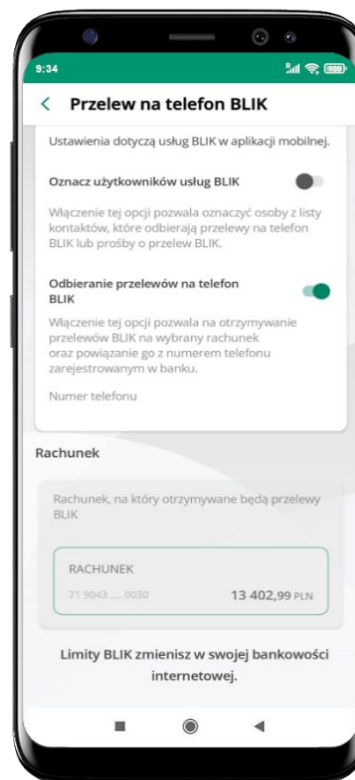 9:34
Przelew na telefon BLIK
Ustawienia dotyczą usług BLIK w aplikacji mobilnej.
Oznacz użytkowników usług BLIK
Włączenie tej opcji pozwala oznaczyć osoby z listy
kontaktów, które odbierają przelewy na telefon
BLIK lub prośby o przelew BLIK.
Odbieranie przelewów na telefon
BLIK
Włączenie tej opcji pozwala na otrzymywanie
przelewów BLIK na wybrany rachunek
oraz powiązanie go z numerem telefonu
zarejestrowanym w banku.
Numer telefonu
Rachunek
Rachunek, na który otrzymywane będą przelewy
BLIK
RACHUNEK
71 9043 .... 0030 13 402,99 PLN
Limity BLIK zmienisz w swojej bankowości
internetowej.